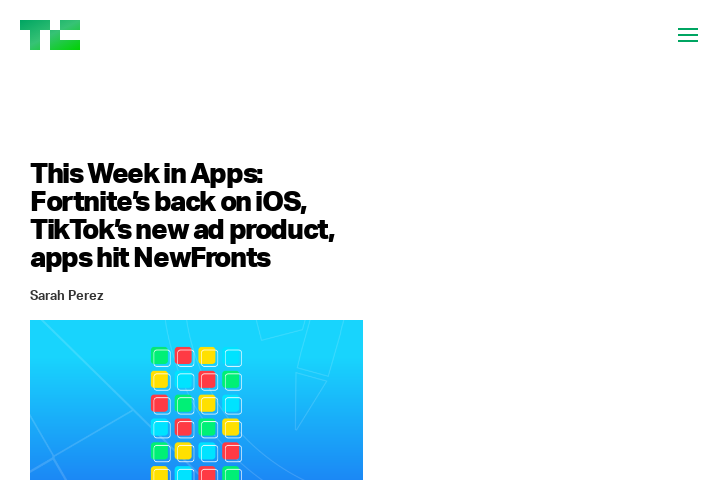 TC
This Week in Apps:
Fortnite's back on iOS,
TikTok's new ad product,
apps hit NewFronts
Sarah Perez